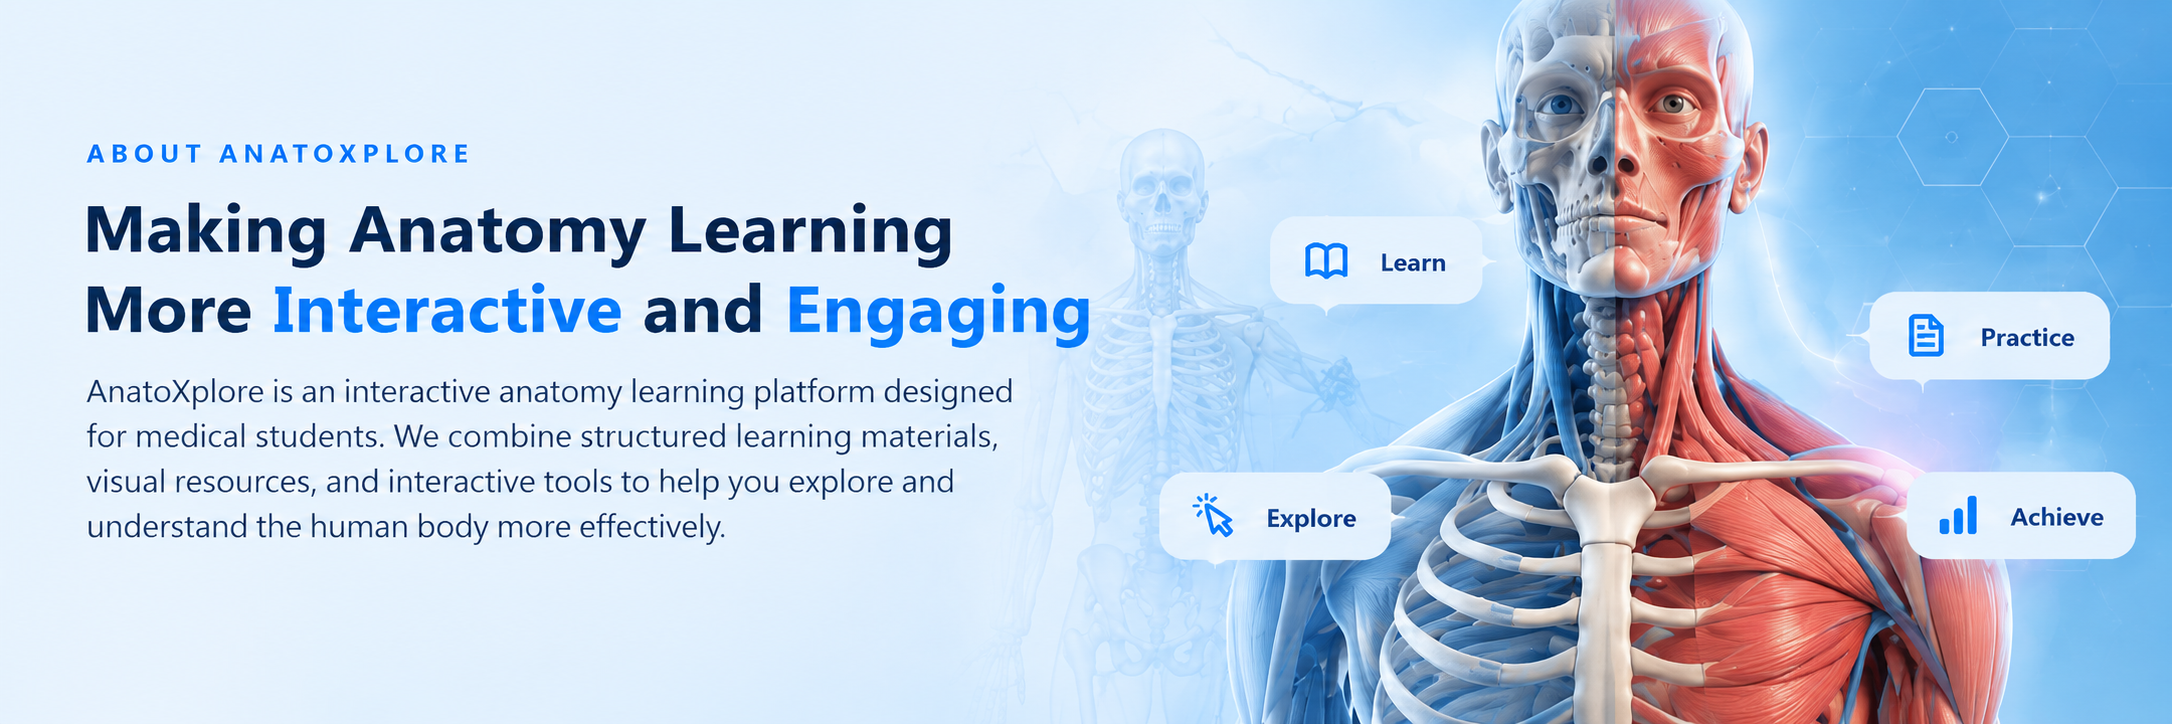 ABOUT ANATOXPLORE
Making Anatomy Learning
More Interactive and Engaging
AnatoXplore is an interactive anatomy learning platform designed
for medical students. We combine structured learning materials,
visual resources, and interactive tools to help you explore and
understand the human body more effectively.
Learn
Practice
Explore
Achieve